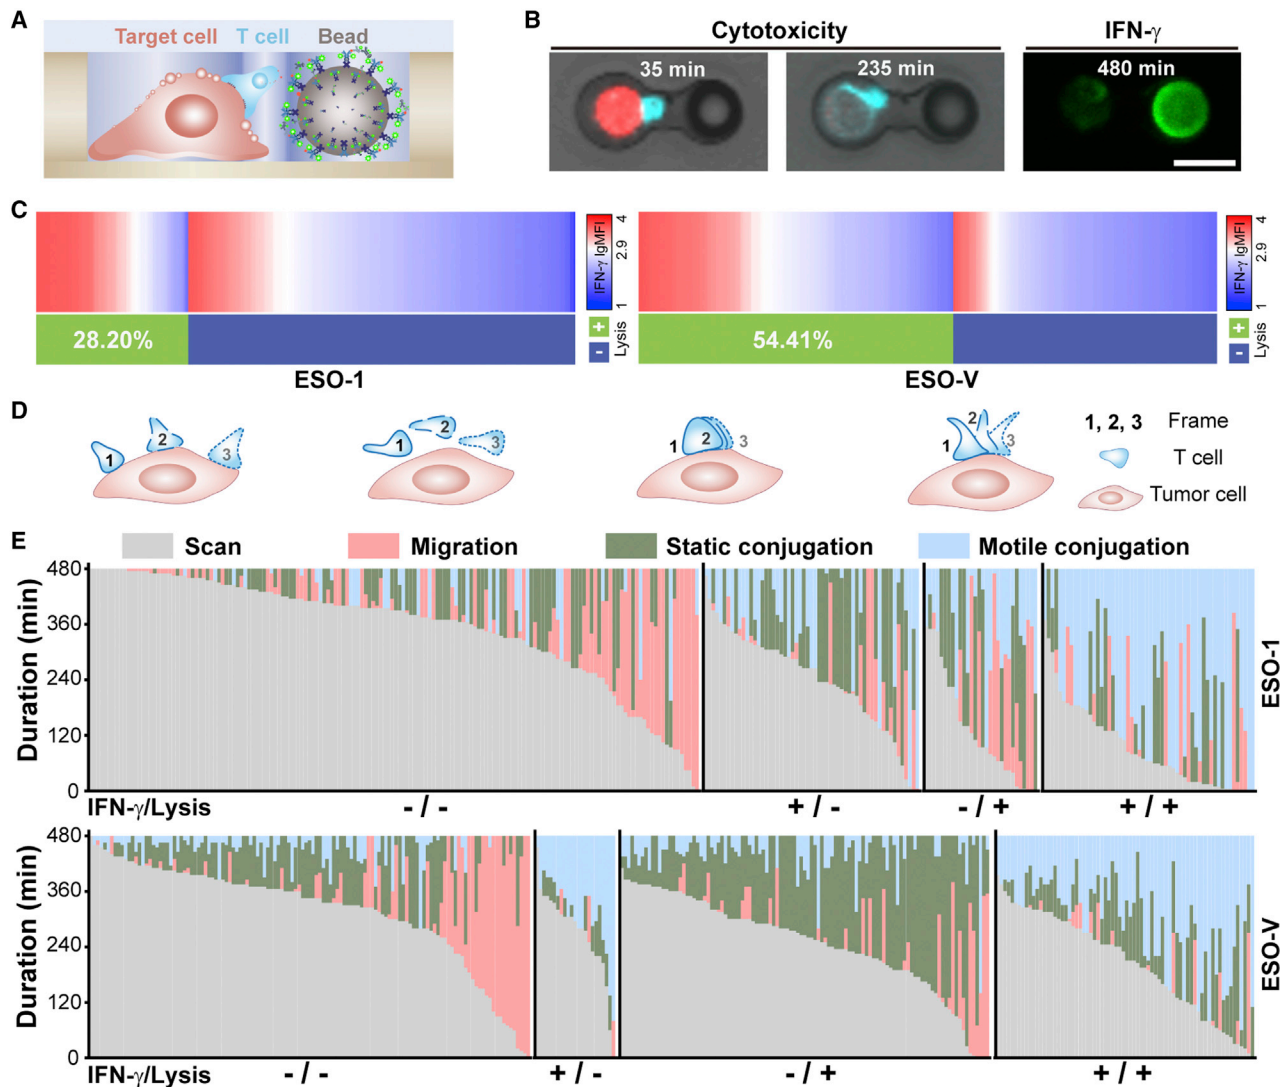 A
Target cell T cell Bead
B
Cytotoxicity IFN-γ
35 min 235 min 480 min
C
IFN-γ IgMFI
4
2.9
1
28.20%
+
-
Lysis
ESO-1
IFN-γ IgMFI
4
2.9
1
54.41%
+
-
Lysis
ESO-V
D
1 2 3
1 2 3
1 2 3
1 2 3
1, 2, 3 Frame
T cell
Tumor cell
E
Scan Migration Static conjugation Motile conjugation
Duration (min)
480
360
240
120
0
ESO-1
IFN-γ/Lysis - / - + / - - / + + / +
Duration (min)
480
360
240
120
0
ESO-V
IFN-γ/Lysis - / - + / - - / + + / +